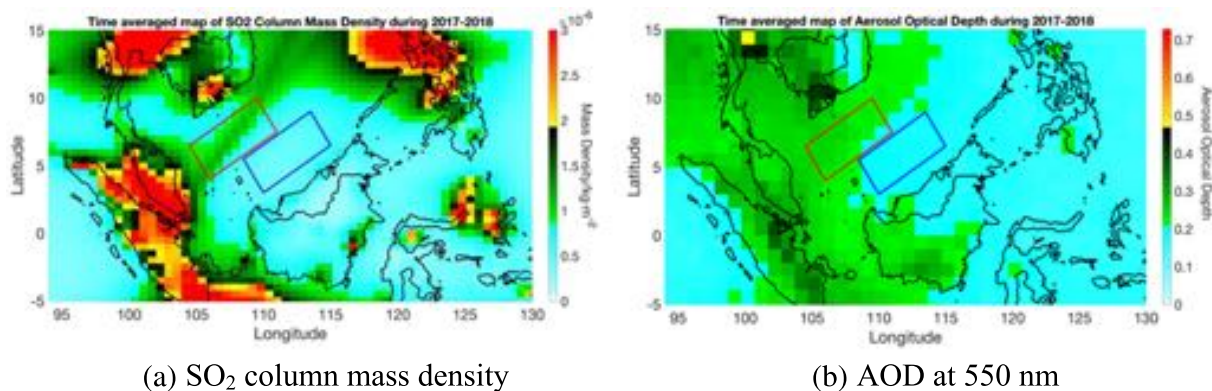 Time averaged map of SO2 Column Mass Density during 2017-2018
15
10
5
0
-5
Latitude
95 100 105 110 115 120 125 130
Longitude
×10⁻⁶
3
2.5
2
1.5
1
0.5
0
Mass Density/kg·m⁻²
(a) SO₂ column mass density
Time averaged map of Aerosol Optical Depth during 2017-2018
15
10
5
0
-5
Latitude
95 100 105 110 115 120 125 130
Longitude
0.7
0.6
0.5
0.4
0.3
0.2
0.1
0
Aerosol Optical Depth
(b) AOD at 550 nm